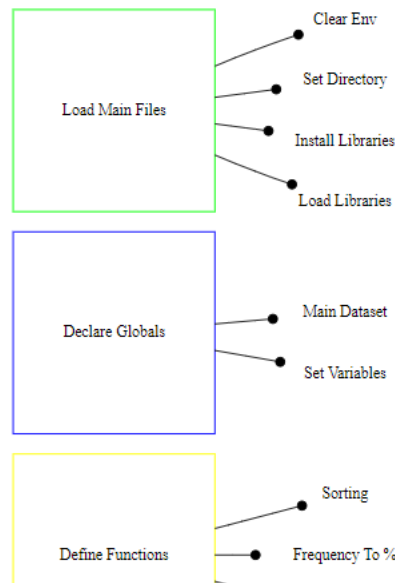 Clear Env
Set Directory
Load Main Files
Install Libraries
Load Libraries
Main Dataset
Declare Globals
Set Variables
Sorting
Define Functions
Frequency To %